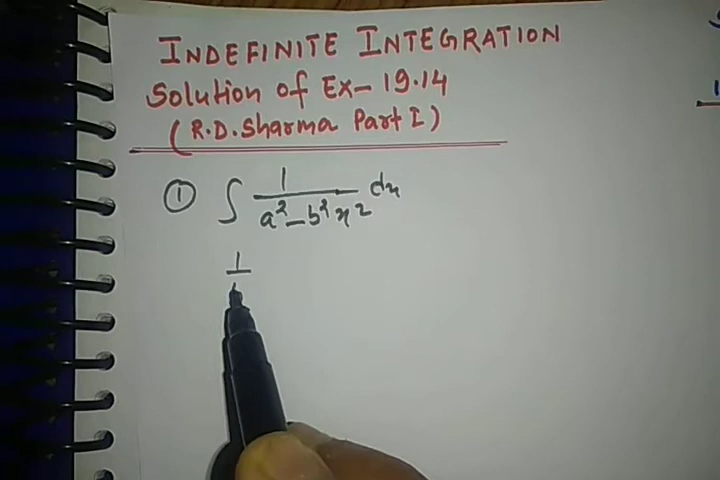 INDEFINITE INTEGRATION
Solution of Ex- 19.14
(R.D. Sharma Part I)
① ∫ 1/(a²-b²x²) dx
1